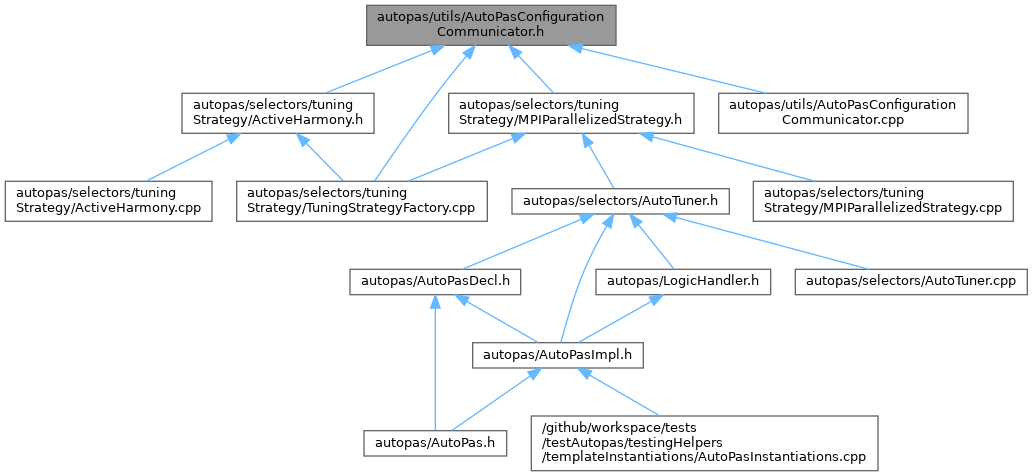 autopas/utils/AutoPasConfiguration
Communicator.h
autopas/selectors/tuning
Strategy/ActiveHarmony.h
autopas/selectors/tuning
Strategy/MPIParallelizedStrategy.h
autopas/utils/AutoPasConfiguration
Communicator.cpp
autopas/selectors/tuning
Strategy/ActiveHarmony.cpp
autopas/selectors/tuning
Strategy/TuningStrategyFactory.cpp
autopas/selectors/AutoTuner.h
autopas/selectors/tuning
Strategy/MPIParallelizedStrategy.cpp
autopas/AutoPasDecl.h
autopas/LogicHandler.h
autopas/selectors/AutoTuner.cpp
autopas/AutoPasImpl.h
autopas/AutoPas.h
/github/workspace/tests
/testAutopas/testingHelpers
/templateInstantiations/AutoPasInstantiations.cpp